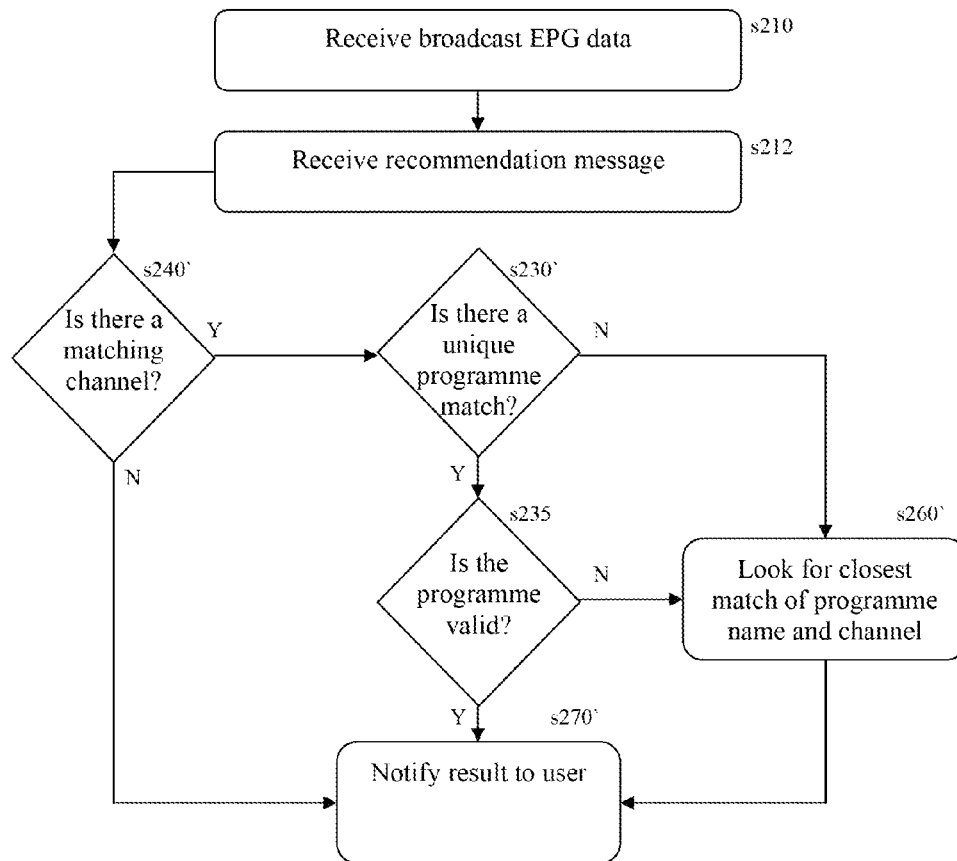 Receive broadcast EPG data
s210
Receive recommendation message
s212
s240`
Is there a
matching
channel?
Y
N
s230`
Is there a
unique
programme
match?
N
Y
s235
Is the
programme
valid?
N
Y
s260`
Look for closest
match of programme
name and channel
s270`
Notify result to user